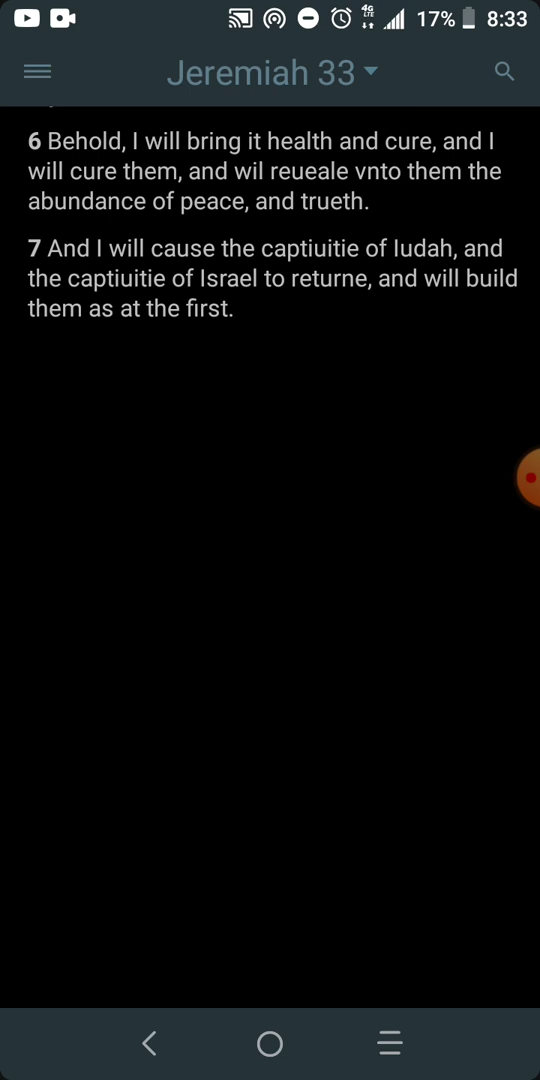 4G
LTE
17%
8:33
Jeremiah 33
6 Behold, I will bring it health and cure, and I
will cure them, and wil reueale vnto them the
abundance of peace, and trueth.
7 And I will cause the captiuitie of Iudah, and
the captiuitie of Israel to returne, and will build
them as at the first.